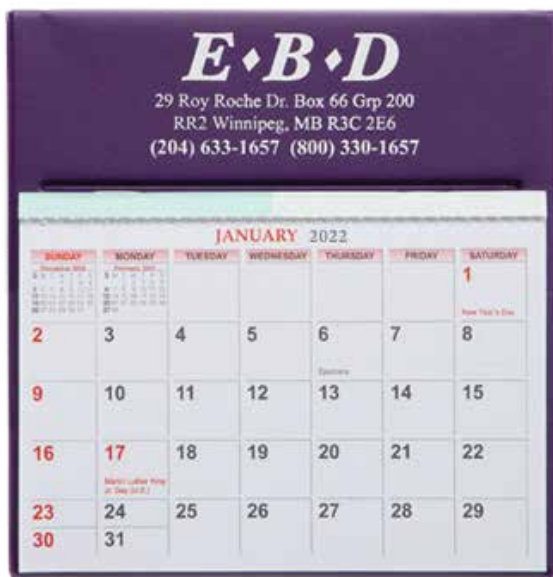 E♦B♦D
29 Roy Roche Dr. Box 66 Grp 200
RR2 Winnipeg, MB R3C 2E6
(204) 633-1657 (800) 330-1657
JANUARY 2022
SUNDAY MONDAY TUESDAY WEDNESDAY THURSDAY FRIDAY SATURDAY
1
New Year's Day
2 3 4 5 6 7 8
Epiphany
9 10 11 12 13 14 15
16 17 18 19 20 21 22
Martin Luther King
Jr. Day (U.S.)
23 24 25 26 27 28 29
30 31